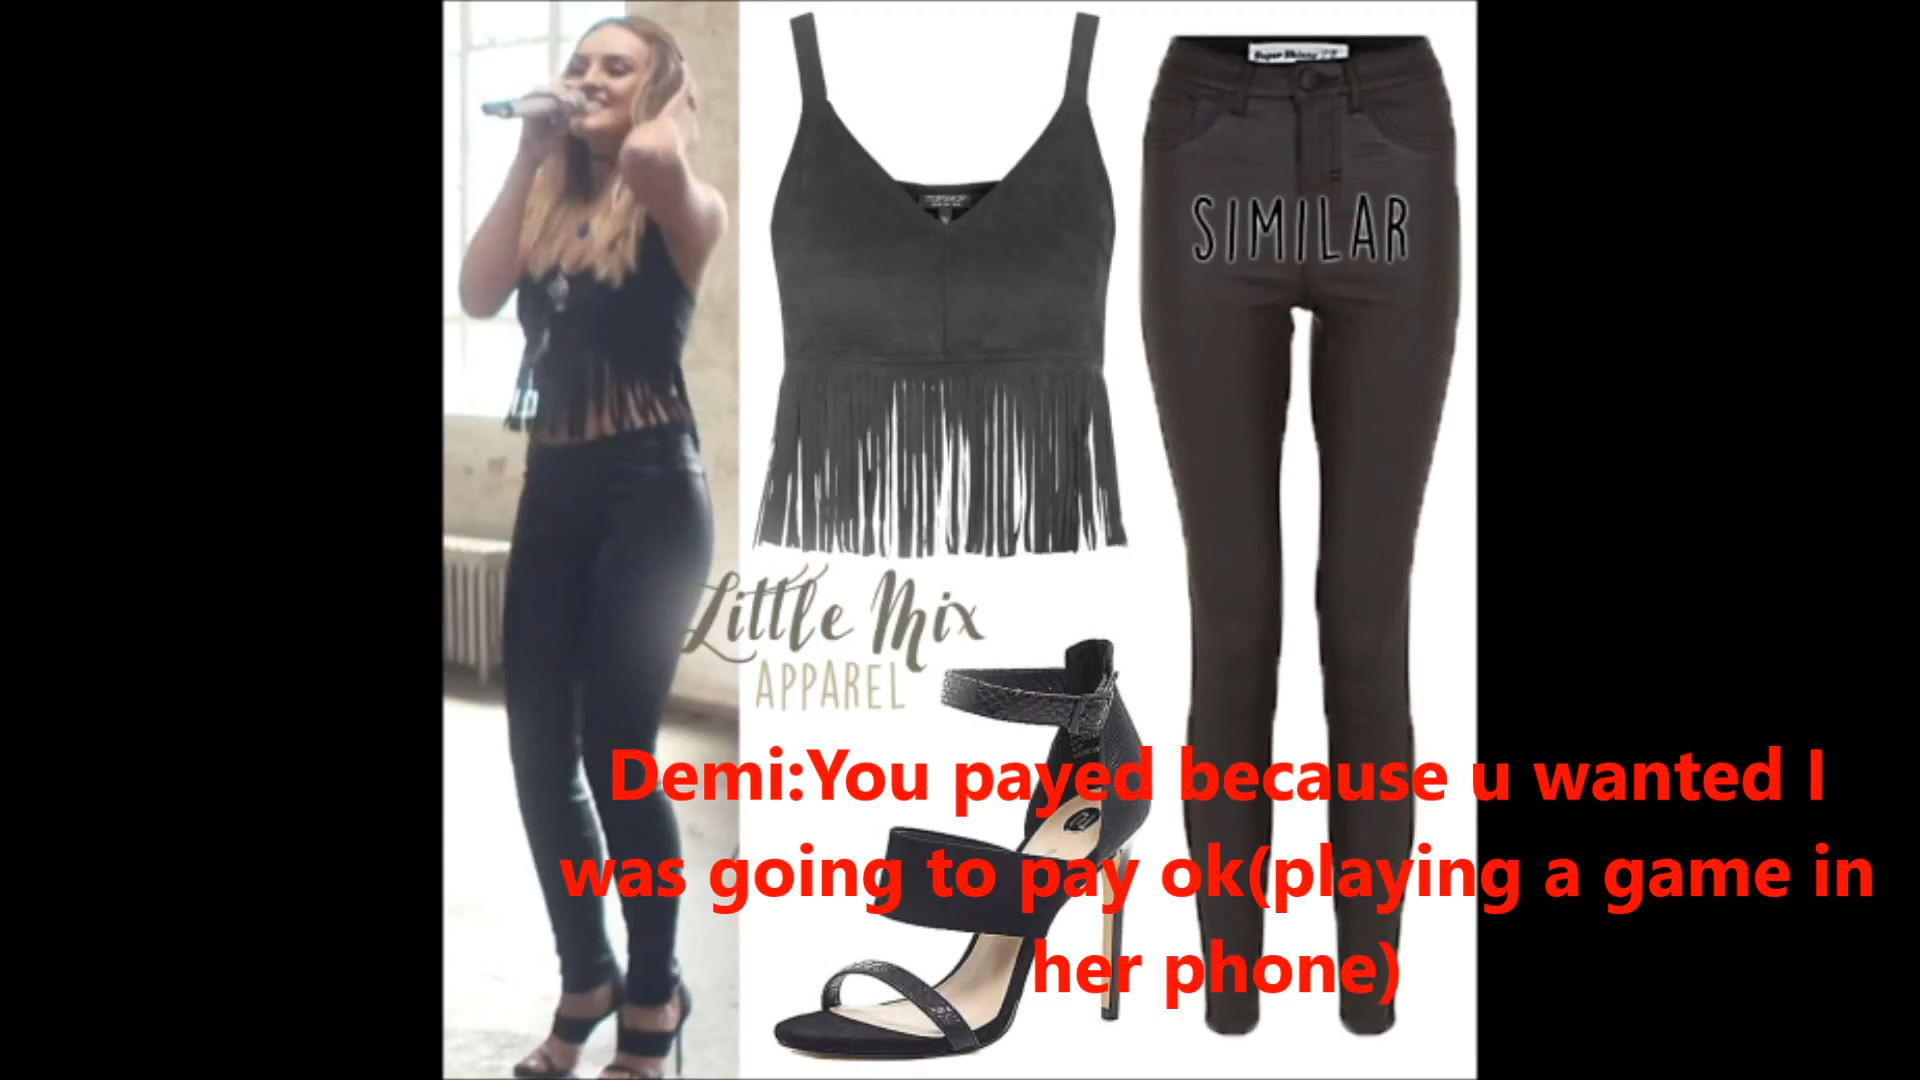 SIMILAR
TOPSHOP
Little Mix
APPAREL
Demi:You payed because u wanted I
was going to pay ok(playing a game in
her phone)